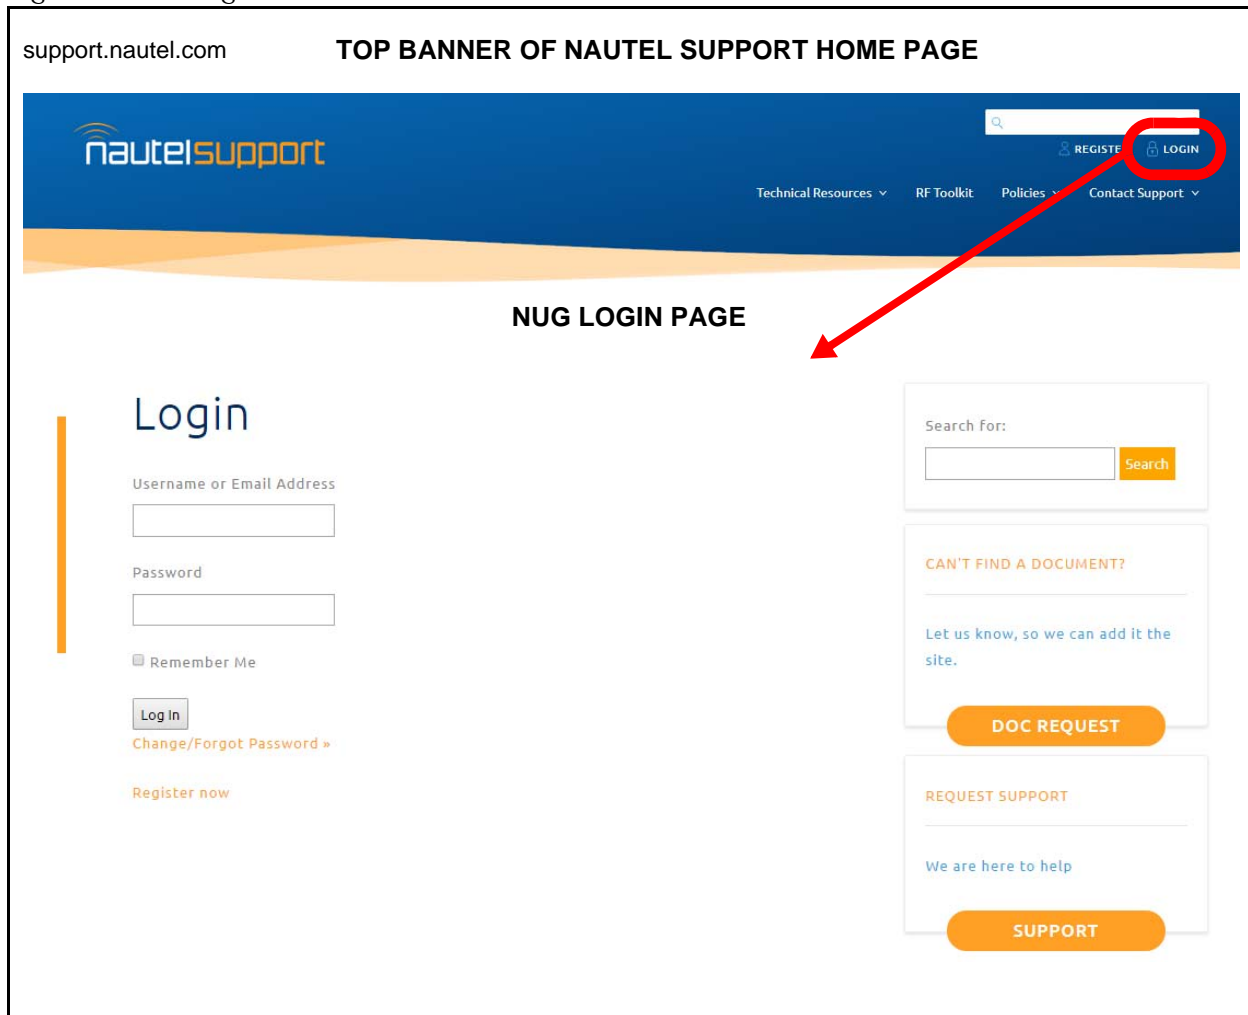 support.nautel.com TOP BANNER OF NAUTEL SUPPORT HOME PAGE
nautelsupport
LOGIN
Technical Resources RF Toolkit Policies Contact Support
NUG LOGIN PAGE
Login
Username or Email Address
Password
Remember Me
Log In
Change/Forgot Password »
Register now
Search for:
Search
CAN'T FIND A DOCUMENT?
Let us know, so we can add it the
site.
DOC REQUEST
REQUEST SUPPORT
We are here to help
SUPPORT